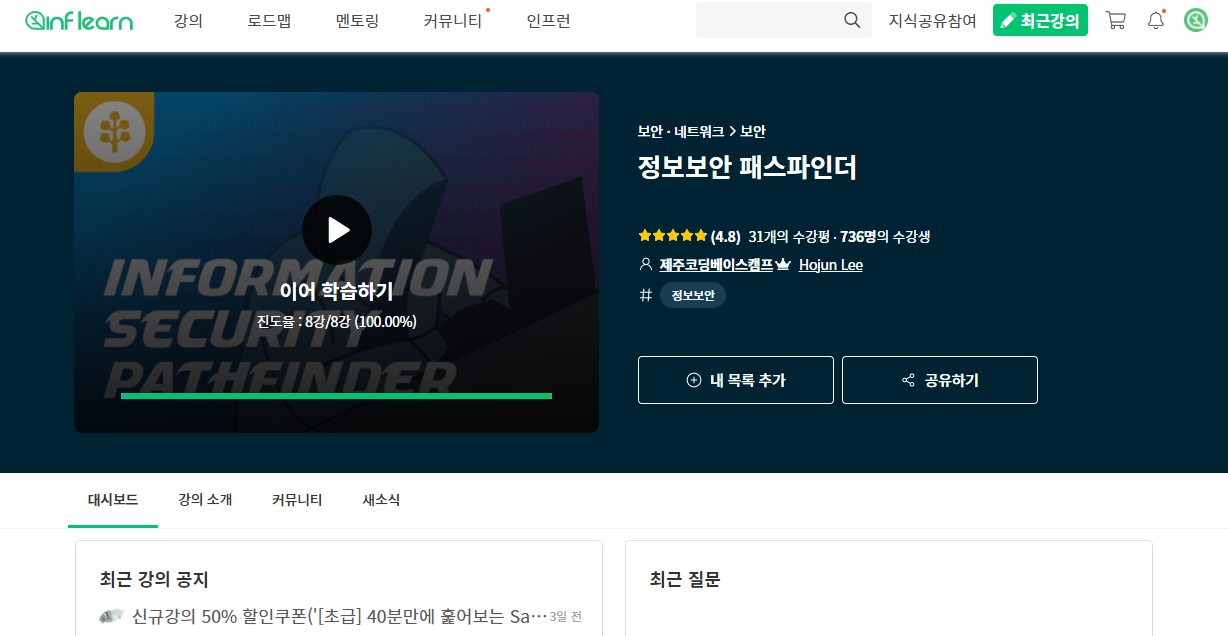 inflearn 강의 로드맵 멘토링 커뮤니티 인프런 지식공유참여 최근강의
INFORMATION
SECURITY
PATHFINDER
이어 학습하기
진도율 : 8강/8강 (100.00%)
보안 · 네트워크 > 보안
정보보안 패스파인더
(4.8) 31개의 수강평 · 736명의 수강생
제주코딩베이스캠프 Hojun Lee
# 정보보안
내 목록 추가 공유하기
대시보드 강의 소개 커뮤니티 새소식
최근 강의 공지
신규강의 50% 할인쿠폰('[초급] 40분만에 훑어보는 Sa··· 3일 전
최근 질문